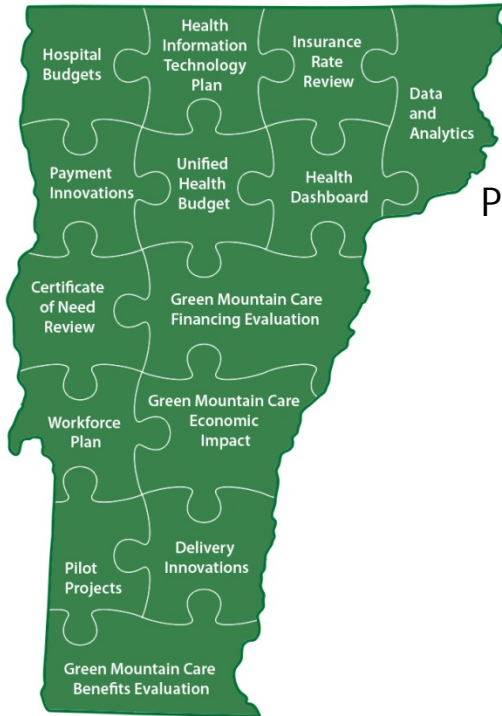 Hospital
Budgets
Health
Information
Technology
Plan
Insurance
Rate
Review
Data
and
Analytics
Payment
Innovations
Unified
Health
Budget
Health
Dashboard
P
Certificate
of Need
Review
Green Mountain Care
Financing Evaluation
Workforce
Plan
Green Mountain Care
Economic
Impact
Pilot
Projects
Delivery
Innovations
Green Mountain Care
Benefits Evaluation